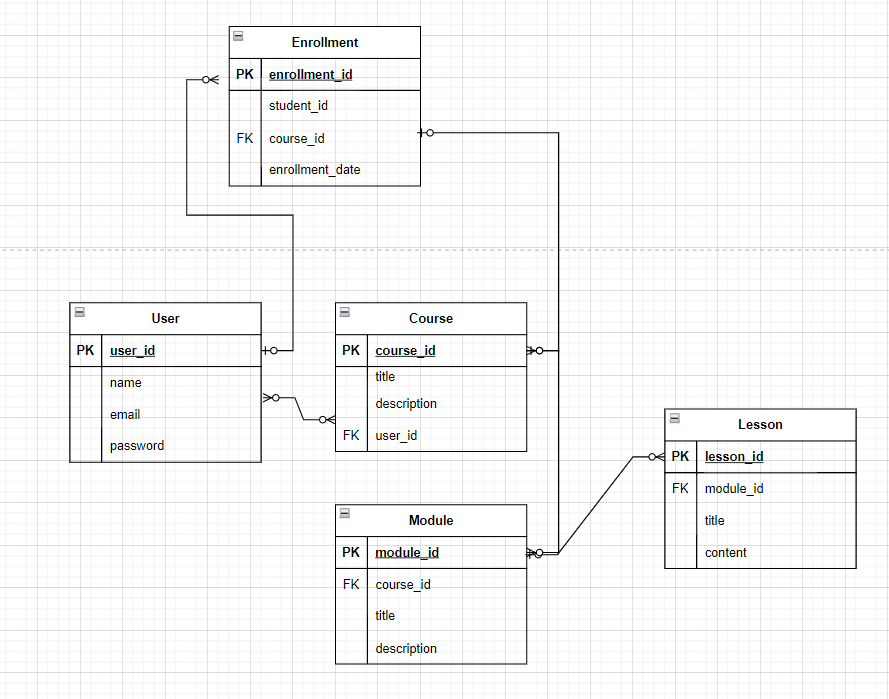 Enrollment
PK enrollment_id
student_id
FK course_id
enrollment_date
User
PK user_id
name
email
password
Course
PK course_id
title
description
FK user_id
Lesson
PK lesson_id
FK module_id
title
content
Module
PK module_id
FK course_id
title
description